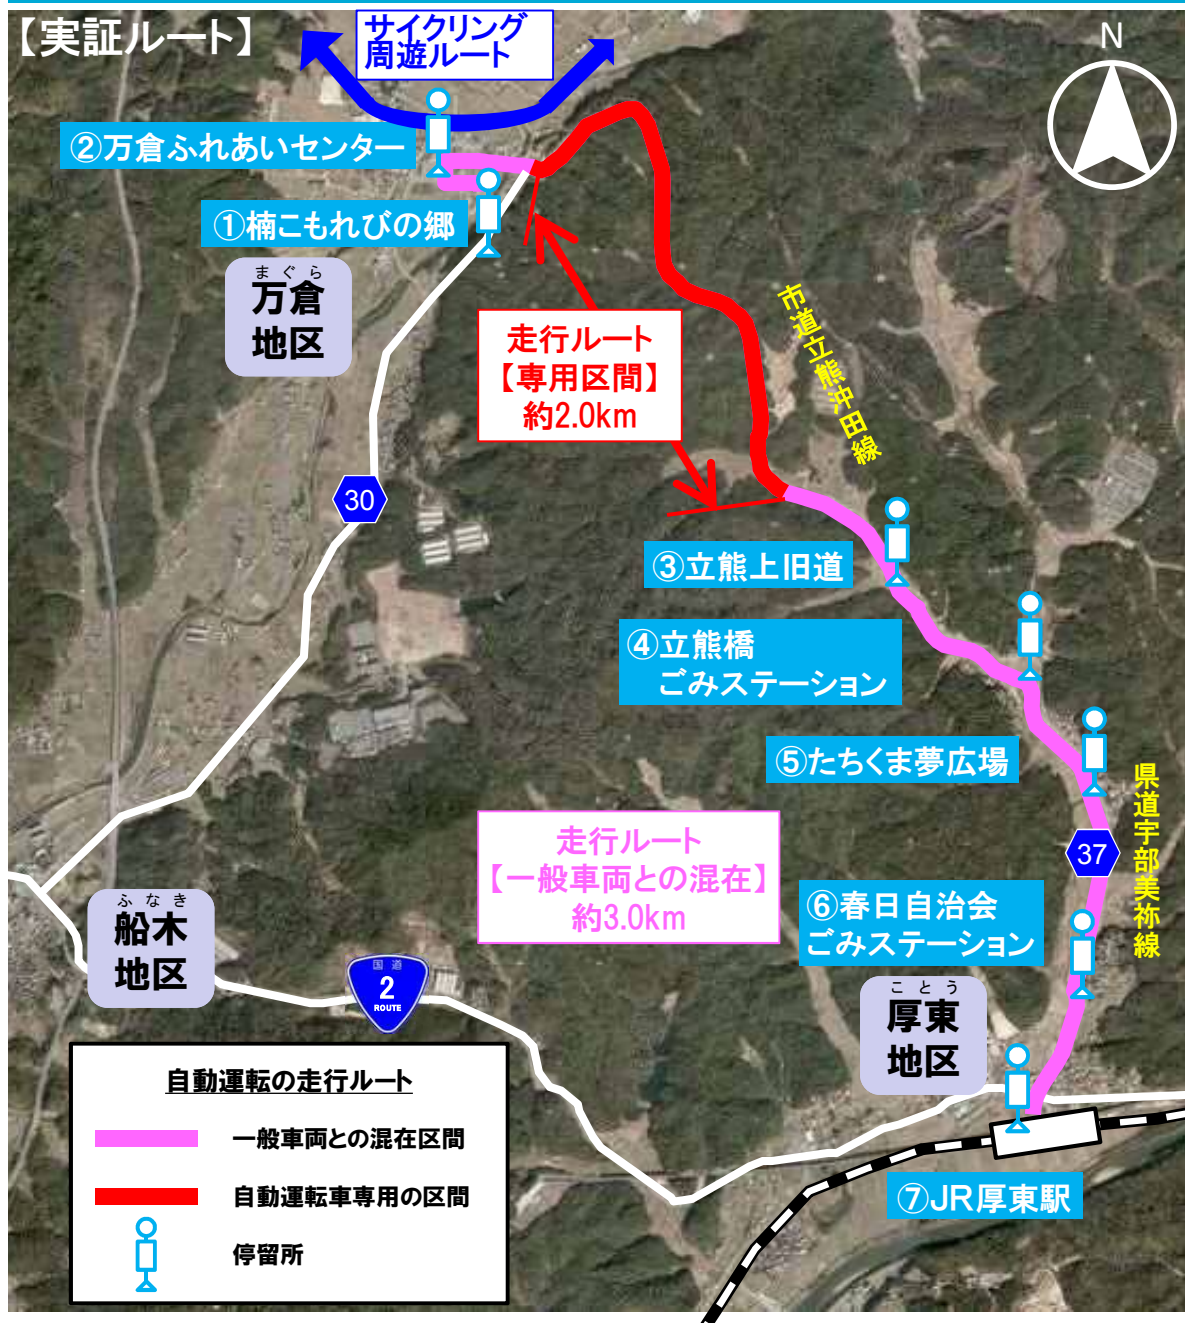 【実証ルート】
サイクリング
周遊ルート
N
②万倉ふれあいセンター
①楠こもれびの郷
まぐら
万倉
地区
走行ルート
【専用区間】
約2.0km
市道立熊沖田線
30
③立熊上旧道
④立熊橋
ごみステーション
⑤たちくま夢広場
県道宇部美祢線
37
走行ルート
【一般車両との混在】
約3.0km
⑥春日自治会
ごみステーション
ふなき
船木
地区
国道
2
ROUTE
ことう
厚東
地区
⑦JR厚東駅
自動運転の走行ルート
一般車両との混在区間
自動運転車専用の区間
停留所